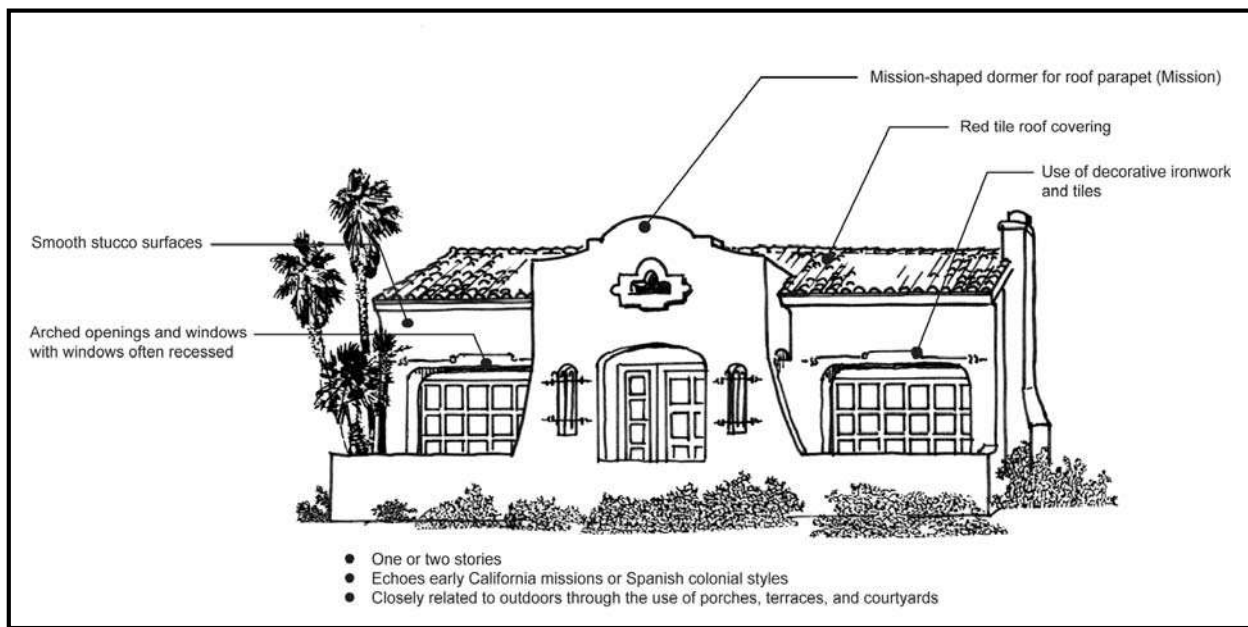 Mission-shaped dormer for roof parapet (Mission)
Red tile roof covering
Use of decorative ironwork
and tiles
Smooth stucco surfaces
Arched openings and windows
with windows often recessed
● One or two stories
● Echoes early California missions or Spanish colonial styles
● Closely related to outdoors through the use of porches, terraces, and courtyards